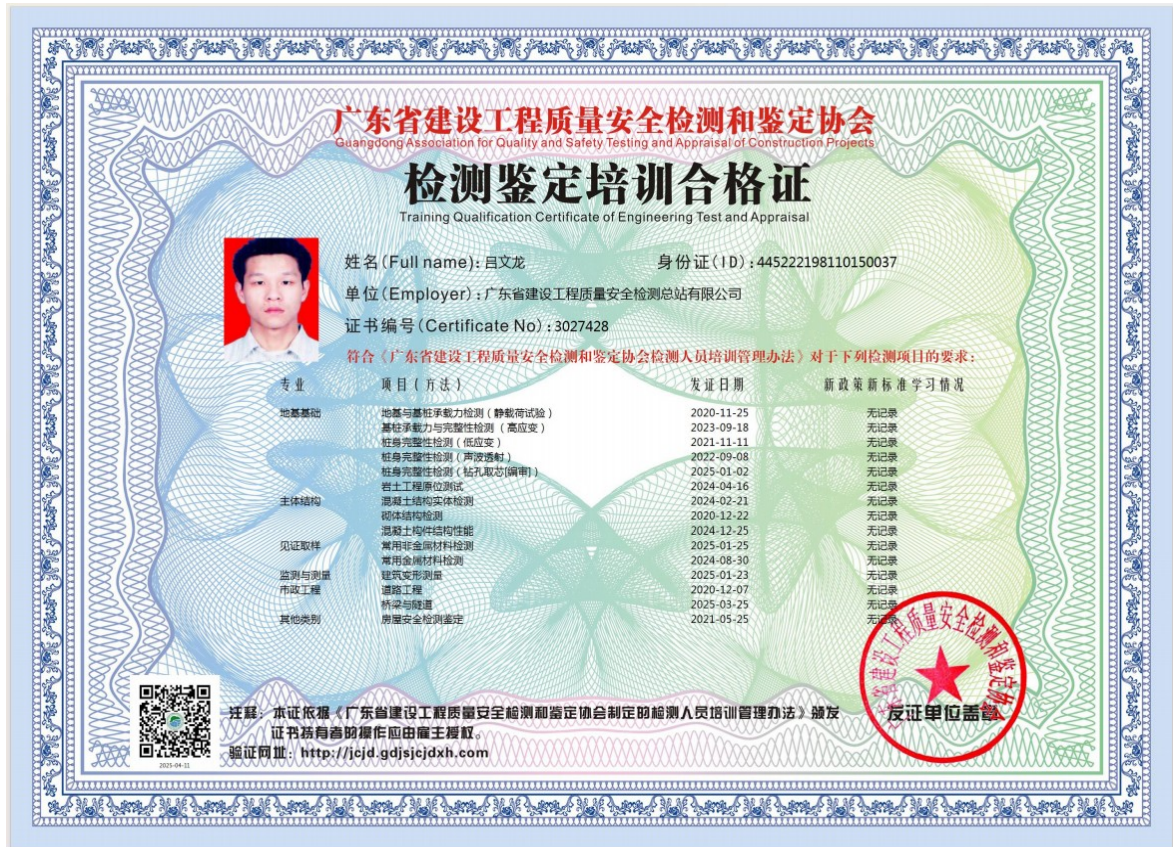 广东省建设工程质量安全检测和鉴定协会
Guangdong Association for Quality and Safety Testing and Appraisal of Construction Projects
检测鉴定培训合格证
Training Qualification Certificate of Engineering Test and Appraisal
姓名(Full name): 吕文龙 身份证(ID): 445222198110150037
单位(Employer): 广东省建设工程质量安全检测总站有限公司
证书编号(Certificate No): 3027428
符合《广东省建设工程质量安全检测和鉴定协会检测人员培训管理办法》对于下列检测项目的要求:
专业 项目(方法) 发证日期 新政策新标准学习情况
地基基础 地基与基桩承载力检测(静载荷试验) 2020-11-25 无记录
基桩承载力与完整性检测(高应变) 2023-09-18 无记录
桩身完整性检测(低应变) 2021-11-11 无记录
桩身完整性检测(声波透射) 2022-09-08 无记录
桩身完整性检测(钻孔取芯[编审]) 2025-01-02 无记录
岩土工程原位测试 2024-04-16 无记录
主体结构 混凝土结构实体检测 2024-02-21 无记录
砌体结构检测 2020-12-22 无记录
混凝土构件结构性能 2024-12-25 无记录
见证取样 常用非金属材料检测 2025-01-25 无记录
常用金属材料检测 2024-08-30 无记录
监测与测量 建筑变形测量 2025-01-23 无记录
市政工程 道路工程 2020-12-07 无记录
桥梁与隧道 2025-03-25 无记录
其他类别 房屋安全检测鉴定 2021-05-25 无记录
广东省建设工程质量安全检测和鉴定协会
发证单位盖章
注释: 本证依据《广东省建设工程质量安全检测和鉴定协会制定的检测人员培训管理办法》颁发
证书持有者的操作应由雇主授权。
验证网址: http://jcjd.gdjsjcjdxh.com
2025-04-11